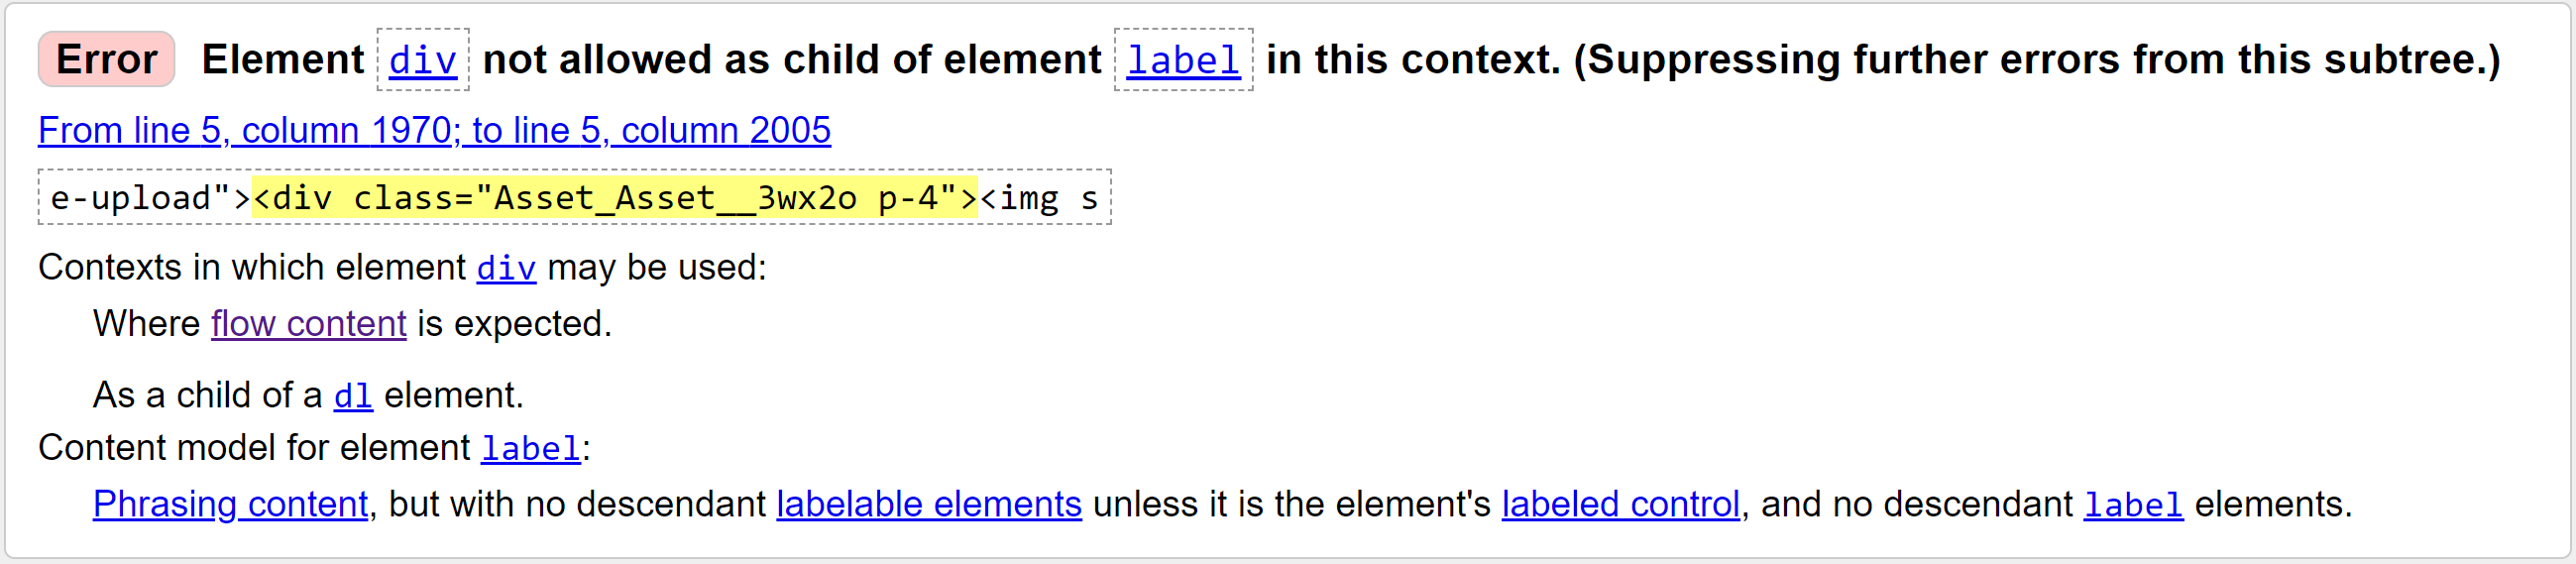 Error Element div not allowed as child of element label in this context. (Suppressing further errors from this subtree.)
From line 5, column 1970; to line 5, column 2005
e-upload"><div class="Asset_Asset__3wx2o p-4"><img s
Contexts in which element div may be used:
Where flow content is expected.
As a child of a dl element.
Content model for element label:
Phrasing content, but with no descendant labelable elements unless it is the element's labeled control, and no descendant label elements.